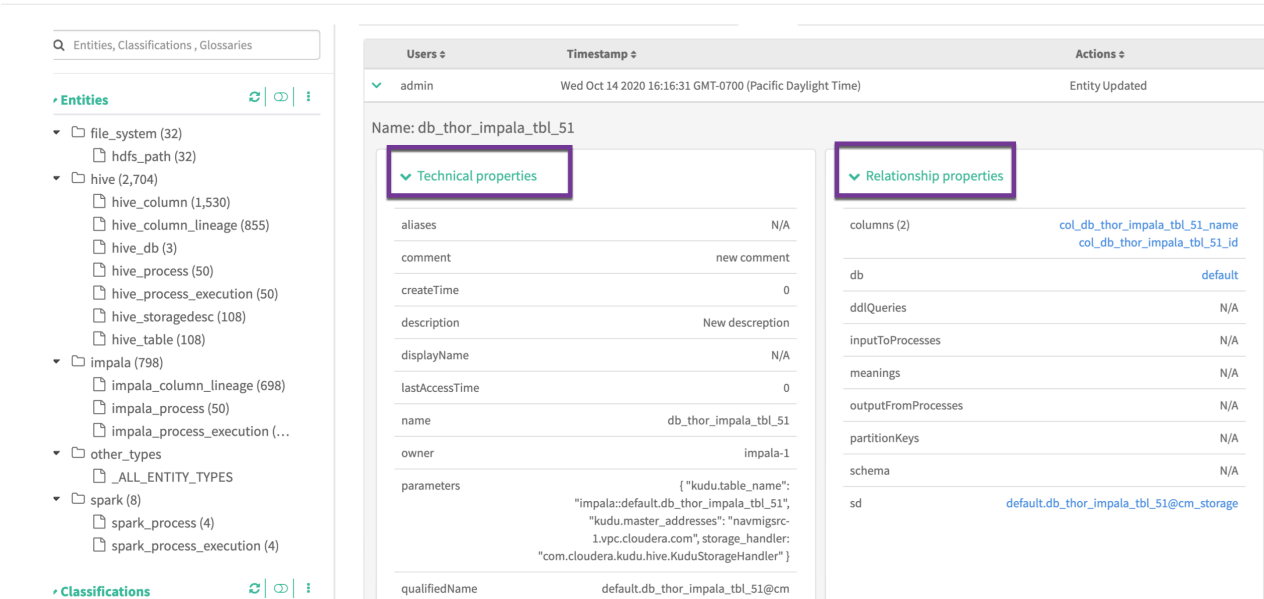 Entities, Classifications , Glossaries
Entities
file_system (32)
hdfs_path (32)
hive (2,704)
hive_column (1,530)
hive_column_lineage (855)
hive_db (3)
hive_process (50)
hive_process_execution (50)
hive_storagedesc (108)
hive_table (108)
impala (798)
impala_column_lineage (698)
impala_process (50)
impala_process_execution (...
other_types
_ALL_ENTITY_TYPES
spark (8)
spark_process (4)
spark_process_execution (4)
Classifications
Users Timestamp Actions
admin Wed Oct 14 2020 16:16:31 GMT-0700 (Pacific Daylight Time) Entity Updated
Name: db_thor_impala_tbl_51
Technical properties
aliases N/A
comment new comment
createTime 0
description New descreption
displayName N/A
lastAccessTime 0
name db_thor_impala_tbl_51
owner impala-1
parameters { "kudu.table_name":
"impala::default.db_thor_impala_tbl_51",
"kudu.master_addresses": "navmigsrc-
1.vpc.cloudera.com", storage_handler:
"com.cloudera.kudu.hive.KuduStorageHandler" }
qualifiedName default.db_thor_impala_tbl_51@cm
Relationship properties
columns (2) col_db_thor_impala_tbl_51_name
col_db_thor_impala_tbl_51_id
db default
ddlQueries N/A
inputToProcesses N/A
meanings N/A
outputFromProcesses N/A
partitionKeys N/A
schema N/A
sd default.db_thor_impala_tbl_51@cm_storage